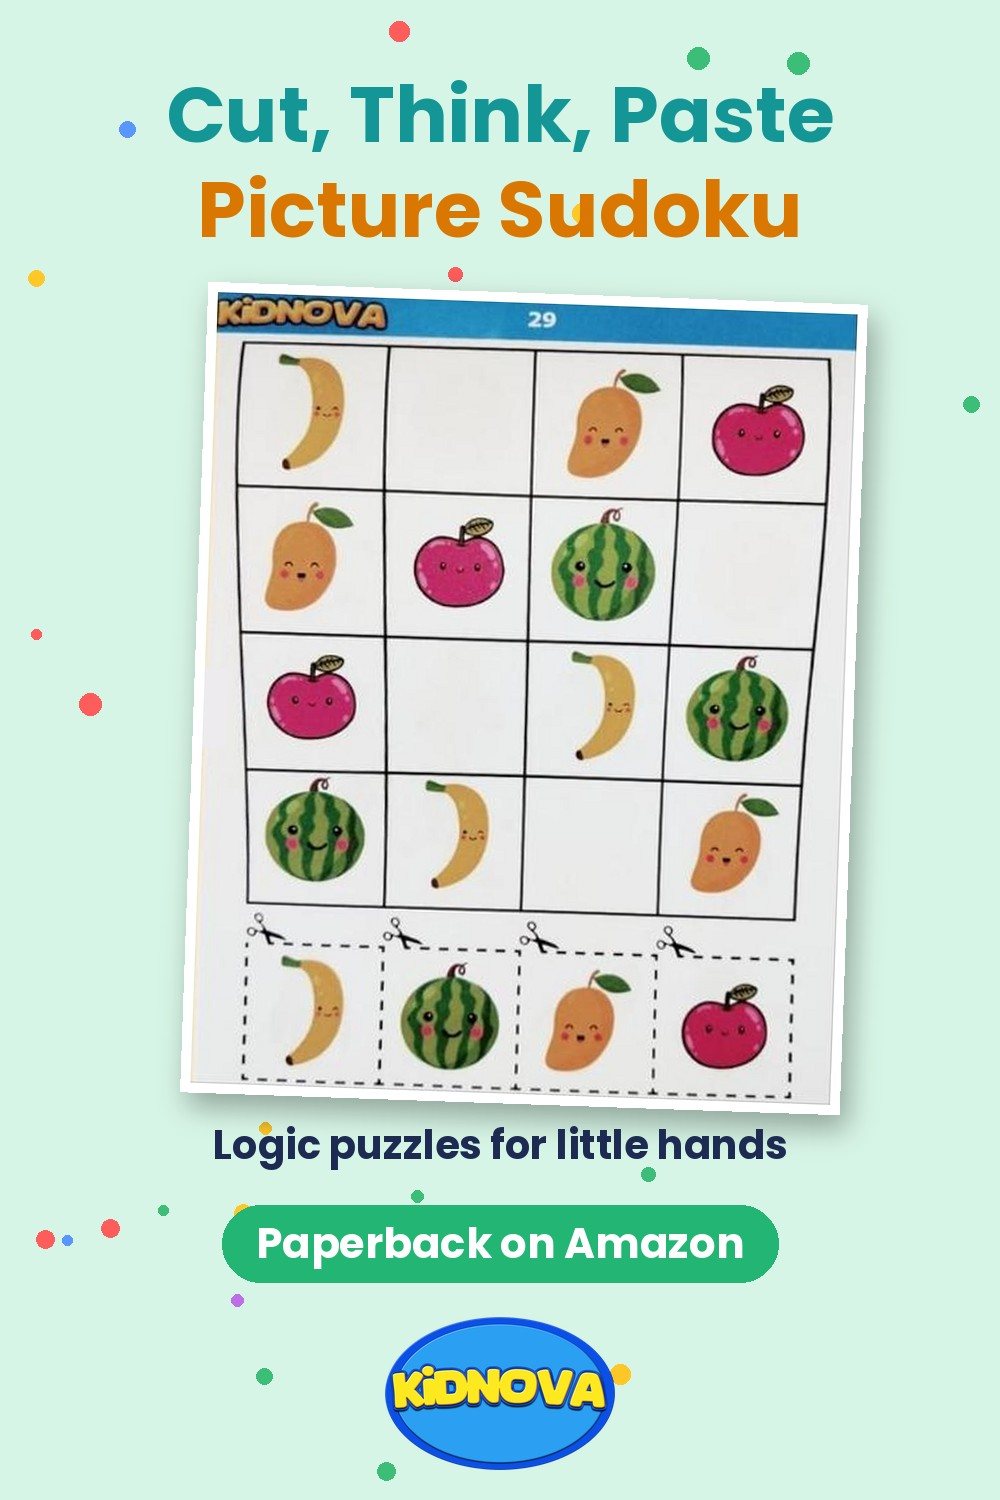 Cut, Think, Paste
Picture Sudoku
KiDNOVA
29
Logic puzzles for little hands
Paperback on Amazon
KiDNOVA